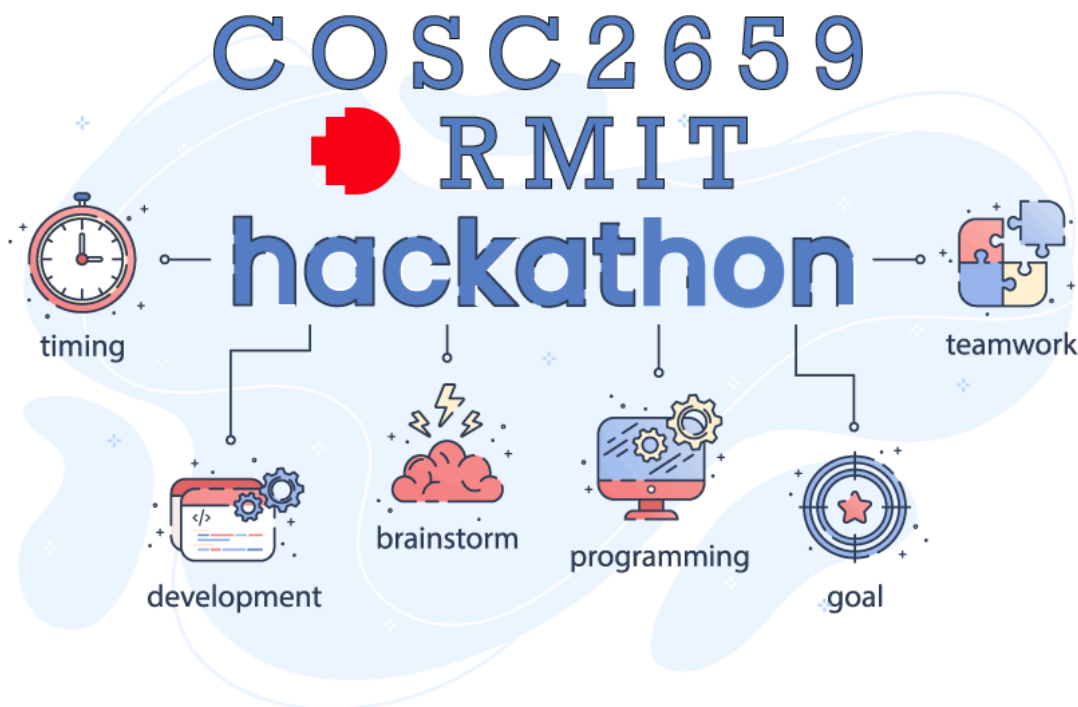 COSC2659
RMIT
hackathon
timing
teamwork
</>
brainstorm
programming
development
goal